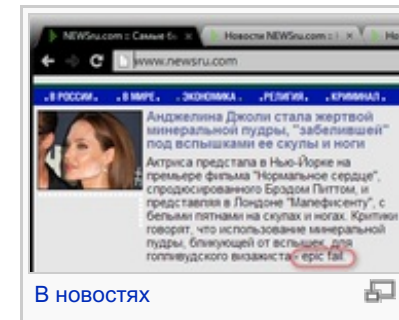 NEWSru.com :: Самые бы
Новости NEWSru.com ::
Но
www.newsru.com
В РОССИИ
В МИРЕ
ЭКОНОМИКА
РЕЛИГИЯ
КРИМИНАЛ
Анджелина Джоли стала жертвой
минеральной пудры, "забелившей"
под вспышками ее скулы и ноги
Актриса предстала в Нью-Йорке на
премьере фильма "Нормальное сердце",
спродюсированного Брэдом Питтом, и
представляя в Лондоне "Малефисенту", с
белыми пятнами на скулах и ногах. Критики
говорят, что использование минеральной
пудры, бликующей от вспышек, для
голливудского визажиста - epic fail.
В новостях